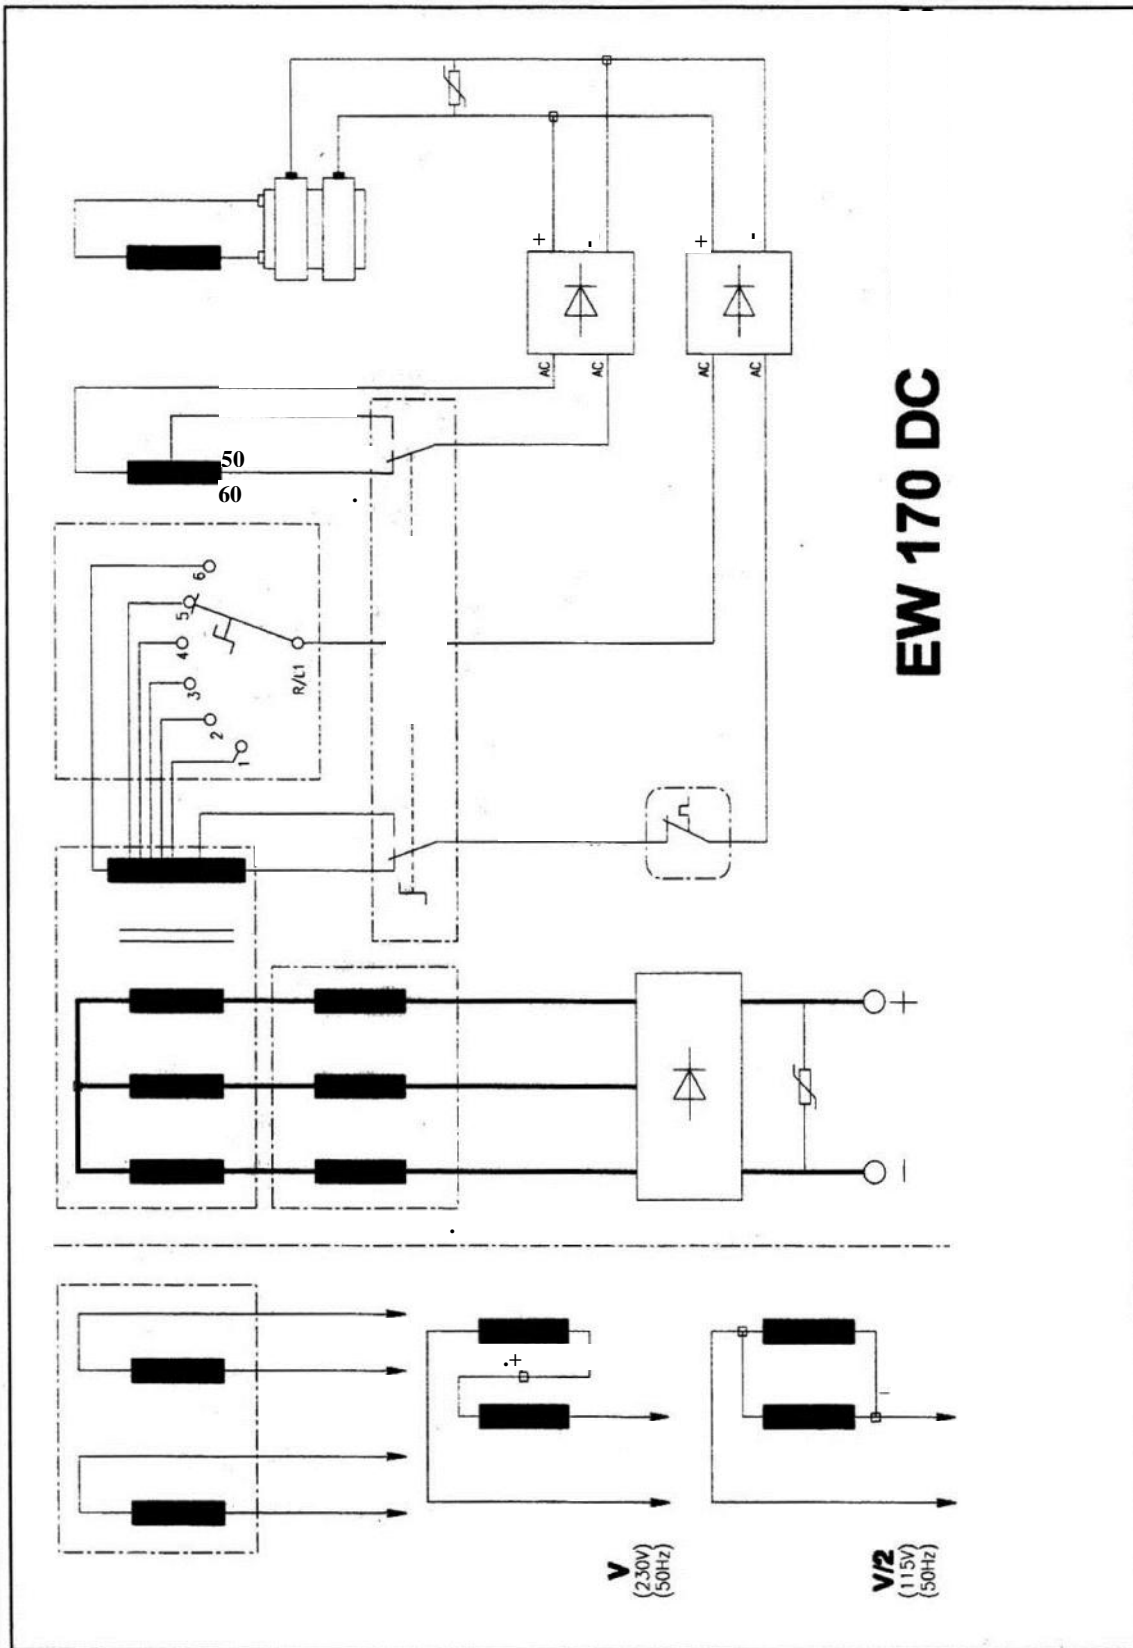 +
-
+
-
AC
AC
AC
AC
EW 170 DC
50
60
6
5
4
3
2
1
R/L1
+
−
.+
V
(230V)
(50Hz)
V/2
(115V)
(50Hz)